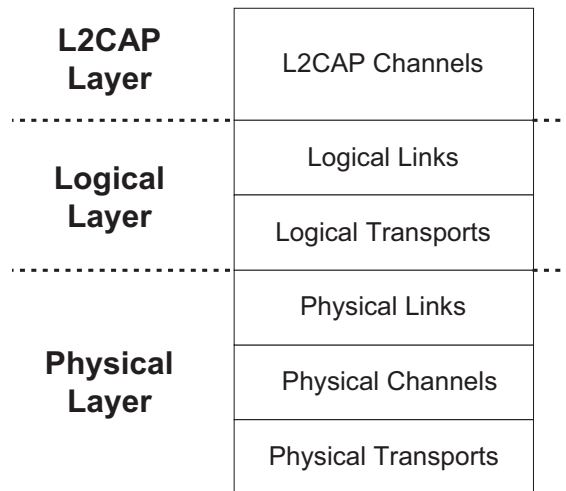 L2CAP
Layer
L2CAP Channels
Logical
Layer
Logical Links
Logical Transports
Physical
Layer
Physical Links
Physical Channels
Physical Transports